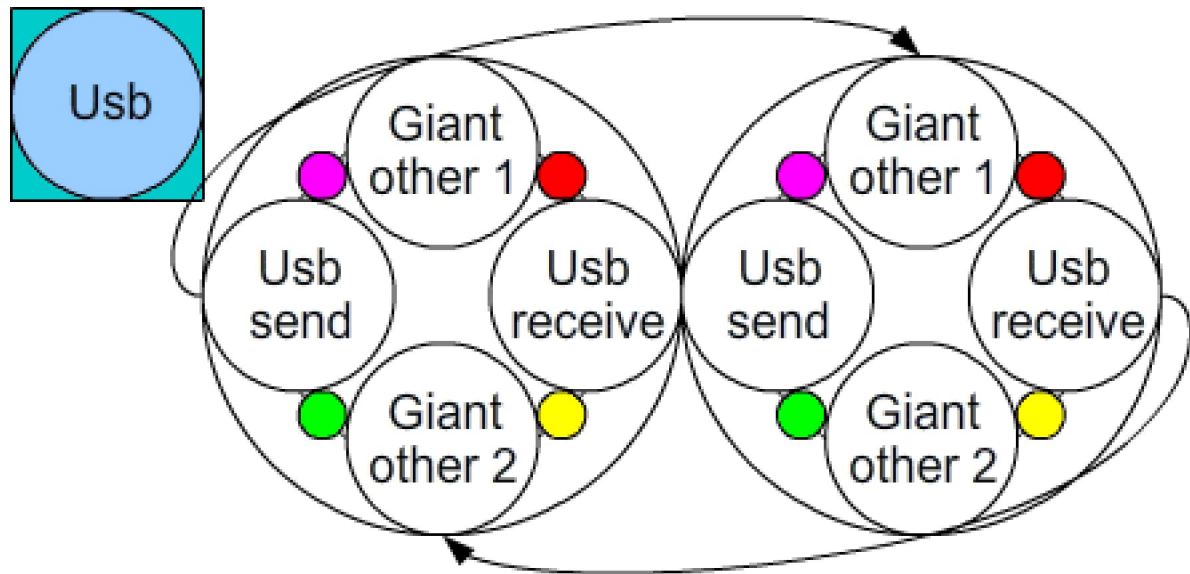 Usb
Giant
other 1
Usb
send
Usb
receive
Giant
other 2
Giant
other 1
Usb
send
Usb
receive
Giant
other 2